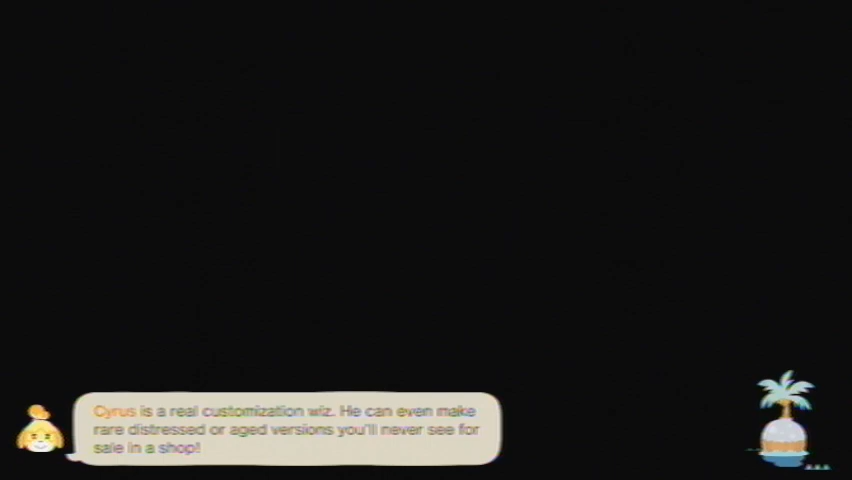 Cyrus is a real customization wiz. He can even make
rare distressed or aged versions you'll never see for
sale in a shop!